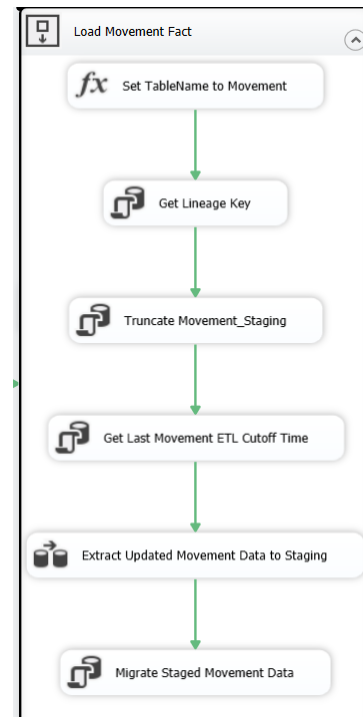 Load Movement Fact
fx Set TableName to Movement
Get Lineage Key
Truncate Movement_Staging
Get Last Movement ETL Cutoff Time
Extract Updated Movement Data to Staging
Migrate Staged Movement Data